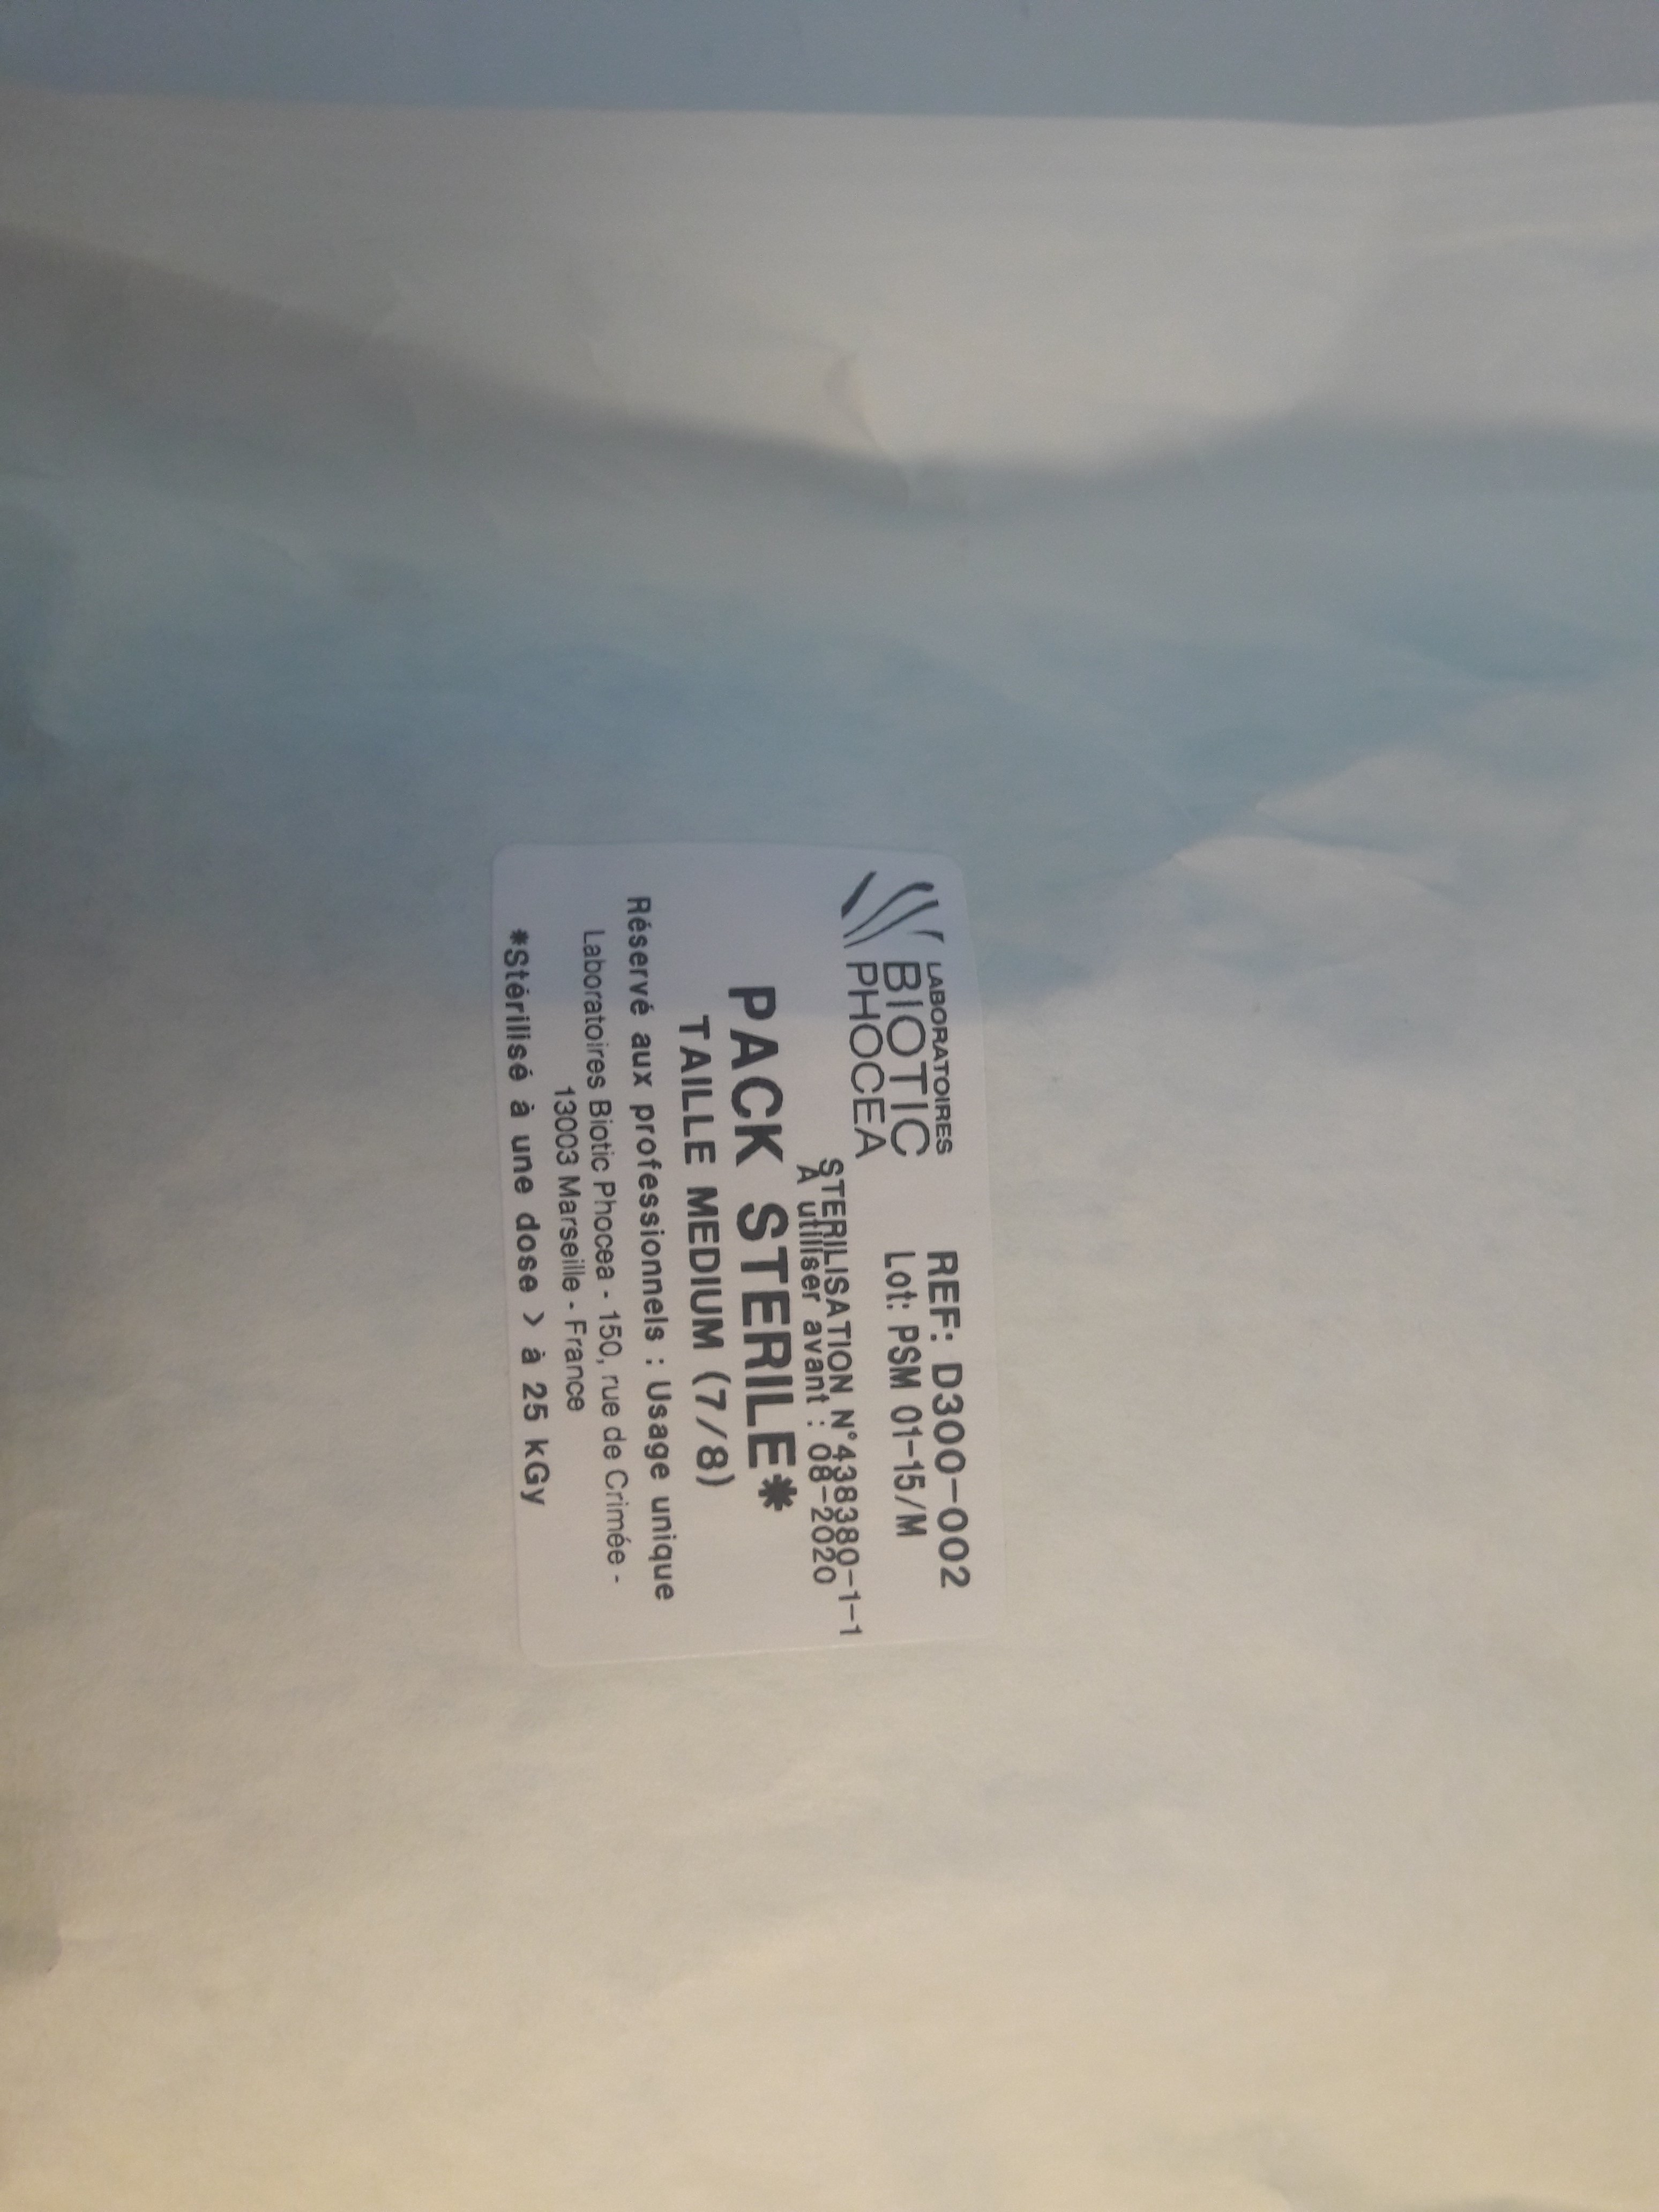 LABORATOIRES
BIOTIC
PHOCEA
REF: D300-002
Lot: PSM 01-15/M
STERILISATION N°438380-1-1
A utiliser avant : 08-2020
PACK STERILE*
TAILLE MEDIUM (7/8)
Réservé aux professionnels : Usage unique
Laboratoires Biotic Phocea - 150, rue de Crimée -
13003 Marseille - France
*Stérilisé à une dose > à 25 kGy